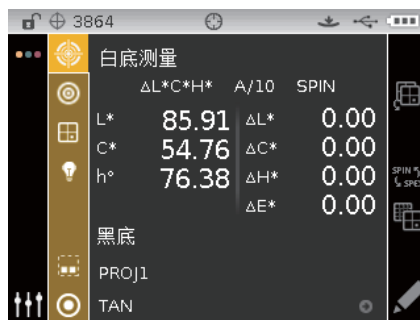 3864
白底测量
ΔL*C*H* A/10 SPIN
L* 85.91 ΔL* 0.00
C* 54.76 ΔC* 0.00
h° 76.38 ΔH* 0.00
ΔE* 0.00
SPIN
SPEX
黑底
PROJ1
TAN